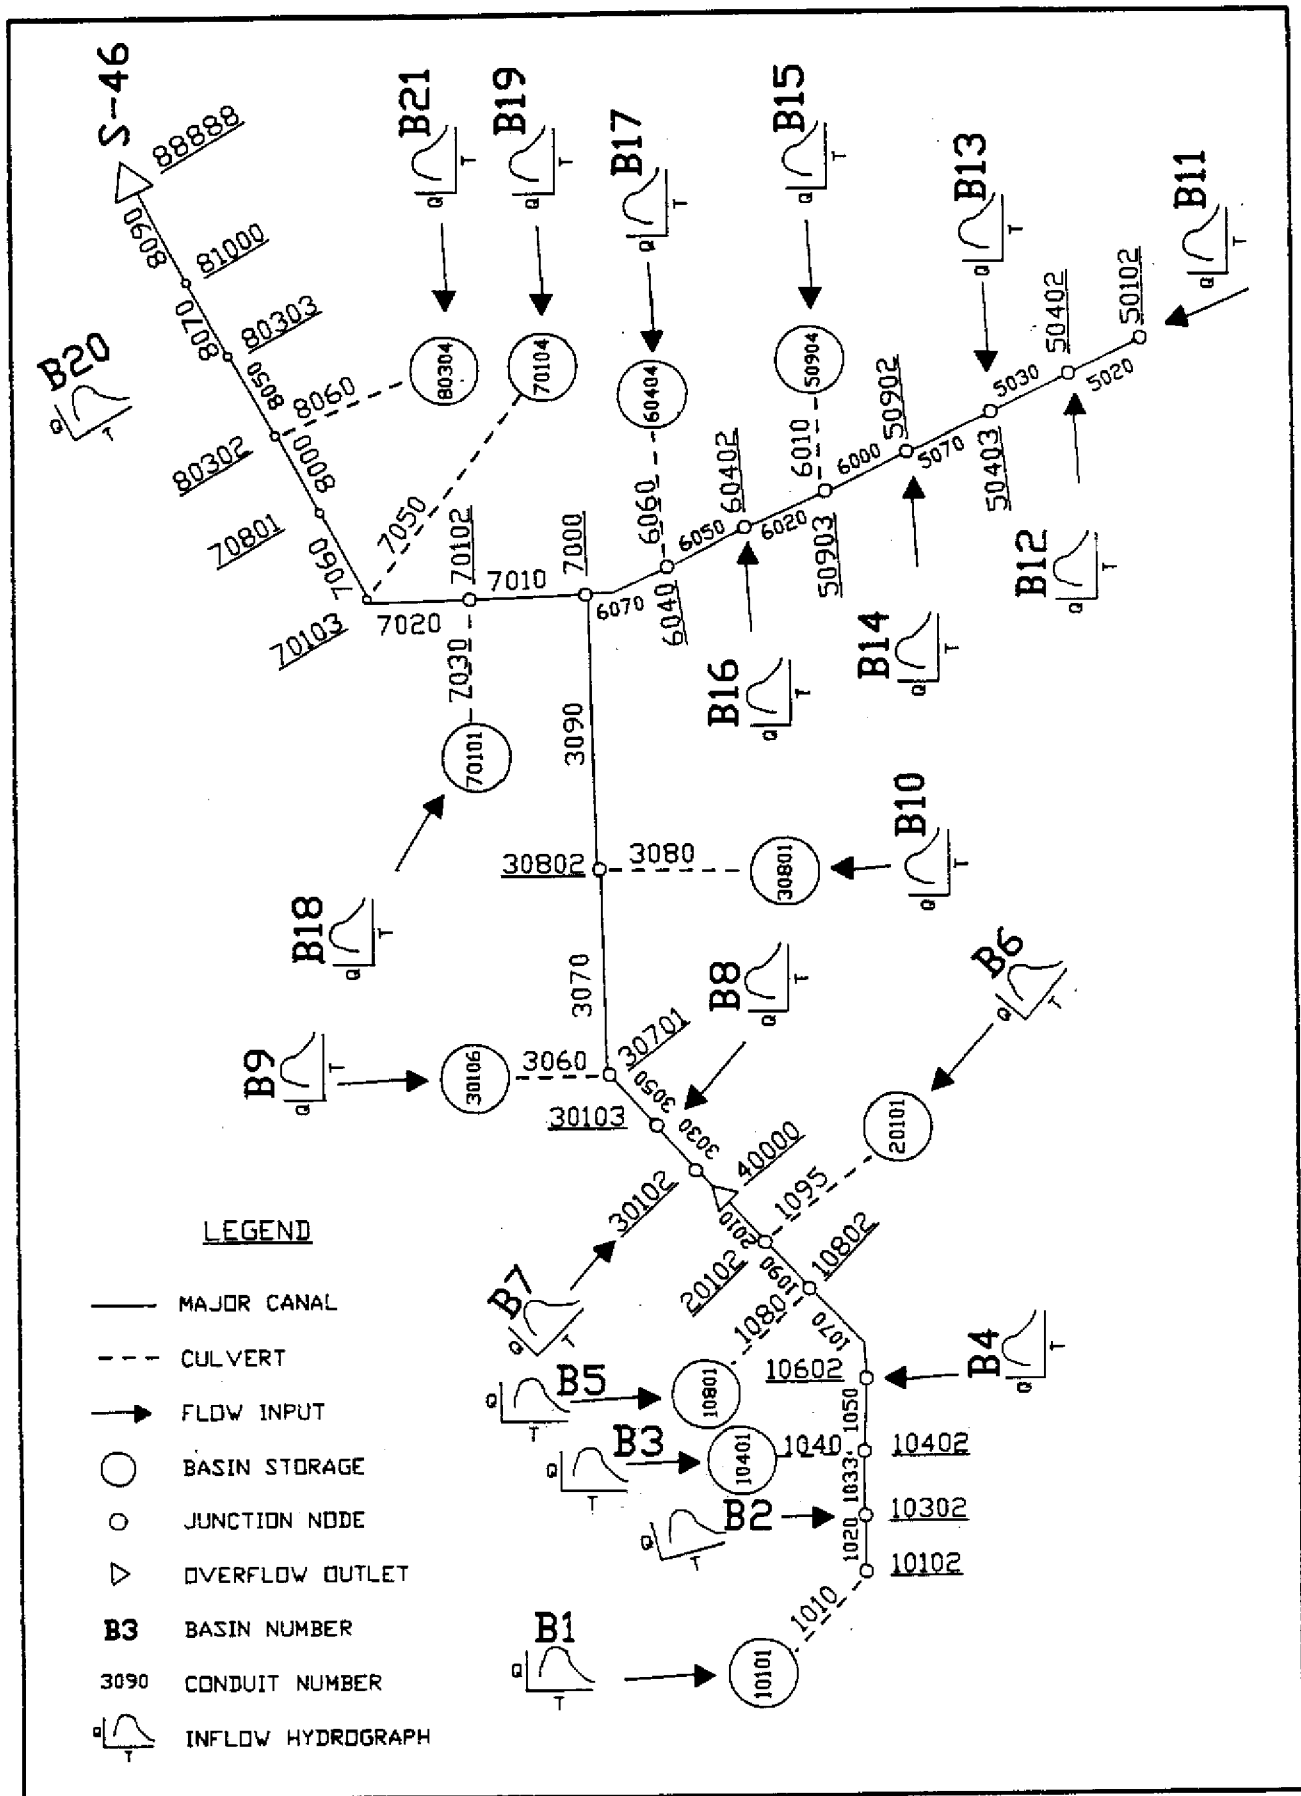 S-46
88888
8090
81000
8070
80303
8050
B20
Q
T
80302
8060
8000
70801
7060
70103
7050
7020
70102
7010
7000
7030
70101
B18
Q
T
B21
Q
T
80304
B19
Q
T
70104
B17
Q
T
60404
6060
6070
6040
6050
60402
B16
Q
T
6020
B15
Q
T
50904
6010
50903
6000
50902
B14
Q
T
5070
B13
Q
T
50403
5030
50402
B12
Q
T
5020
50102
B11
Q
T
3090
30802
3080
30801
B10
Q
T
3070
30701
3060
30106
B9
Q
T
3050
30103
B8
Q
T
3030
30102
B7
Q
T
40000
2010
20102
1095
20101
B6
Q
T
1090
10802
1080
10801
B5
Q
T
1070
10602
B4
Q
T
1050
10402
1040
10401
B3
Q
T
1033
10302
B2
Q
T
1020
10102
1010
10101
B1
Q
T
LEGEND
MAJOR CANAL
CULVERT
FLOW INPUT
BASIN STORAGE
JUNCTION NODE
OVERFLOW OUTLET
B3 BASIN NUMBER
3090 CONDUIT NUMBER
Q
T
INFLOW HYDROGRAPH